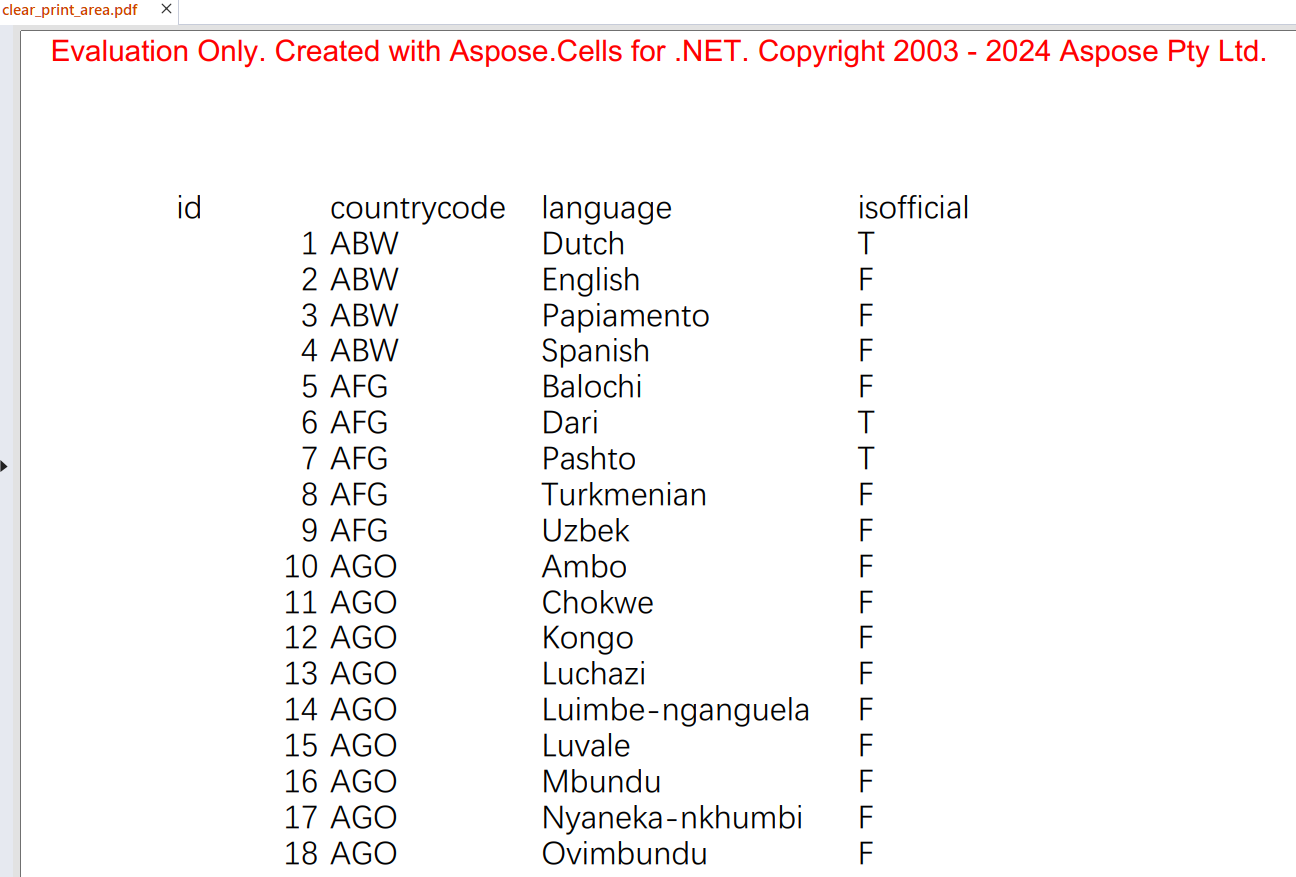 clear_print_area.pdf
Evaluation Only. Created with Aspose.Cells for .NET. Copyright 2003 - 2024 Aspose Pty Ltd.
id countrycode language isofficial
1 ABW Dutch T
2 ABW English F
3 ABW Papiamento F
4 ABW Spanish F
5 AFG Balochi F
6 AFG Dari T
7 AFG Pashto T
8 AFG Turkmenian F
9 AFG Uzbek F
10 AGO Ambo F
11 AGO Chokwe F
12 AGO Kongo F
13 AGO Luchazi F
14 AGO Luimbe-nganguela F
15 AGO Luvale F
16 AGO Mbundu F
17 AGO Nyaneka-nkhumbi F
18 AGO Ovimbundu F